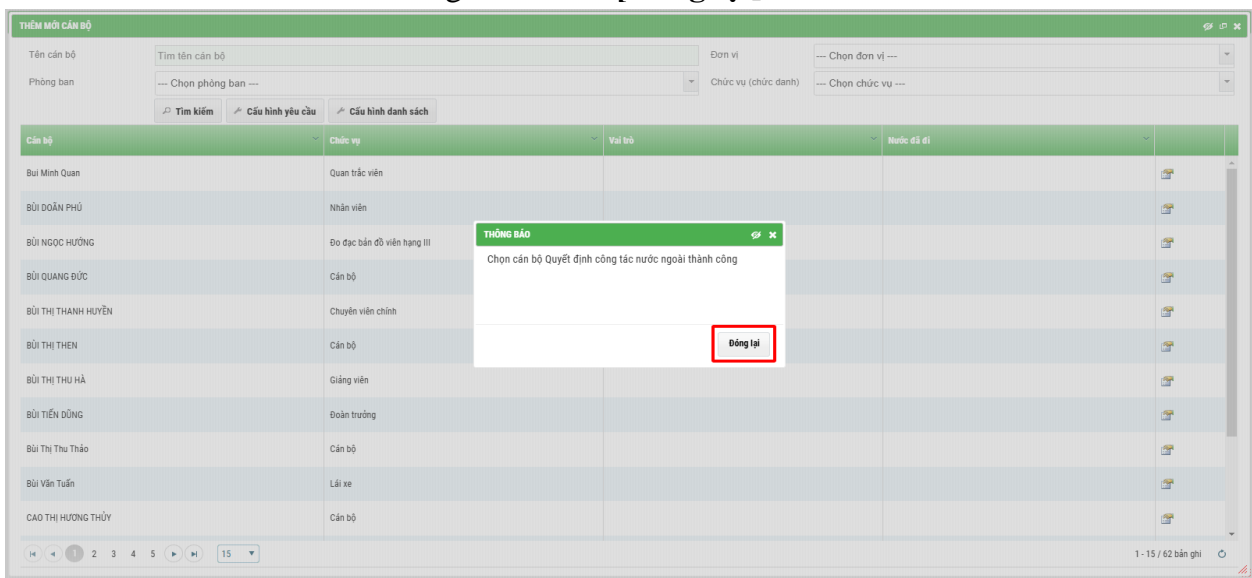 THÊM MỚI CÁN BỘ
Tên cán bộ Tìm tên cán bộ Đơn vị --- Chọn đơn vị ---
Phòng ban --- Chọn phòng ban --- Chức vụ (chức danh) --- Chọn chức vụ ---
Tìm kiếm Cấu hình yêu cầu Cấu hình danh sách
Cán bộ Chức vụ Vai trò Nước đã đi
Bui Minh Quan Quan trắc viên
BÙI DOÃN PHÚ Nhân viên
BÙI NGỌC HƯỚNG Đo đạc bản đồ viên hạng III
BÙI QUANG ĐỨC Cán bộ
BÙI THỊ THANH HUYỀN Chuyên viên chính
BÙI THỊ THEN Cán bộ
BÙI THỊ THU HÀ Giảng viên
BÙI TIẾN DŨNG Đoàn trưởng
Bùi Thị Thu Thảo Cán bộ
Bùi Văn Tuấn Lái xe
CAO THỊ HƯƠNG THỦY Cán bộ
THÔNG BÁO
Chọn cán bộ Quyết định công tác nước ngoài thành công
Đóng lại
1 2 3 4 5 15 1 - 15 / 62 bản ghi